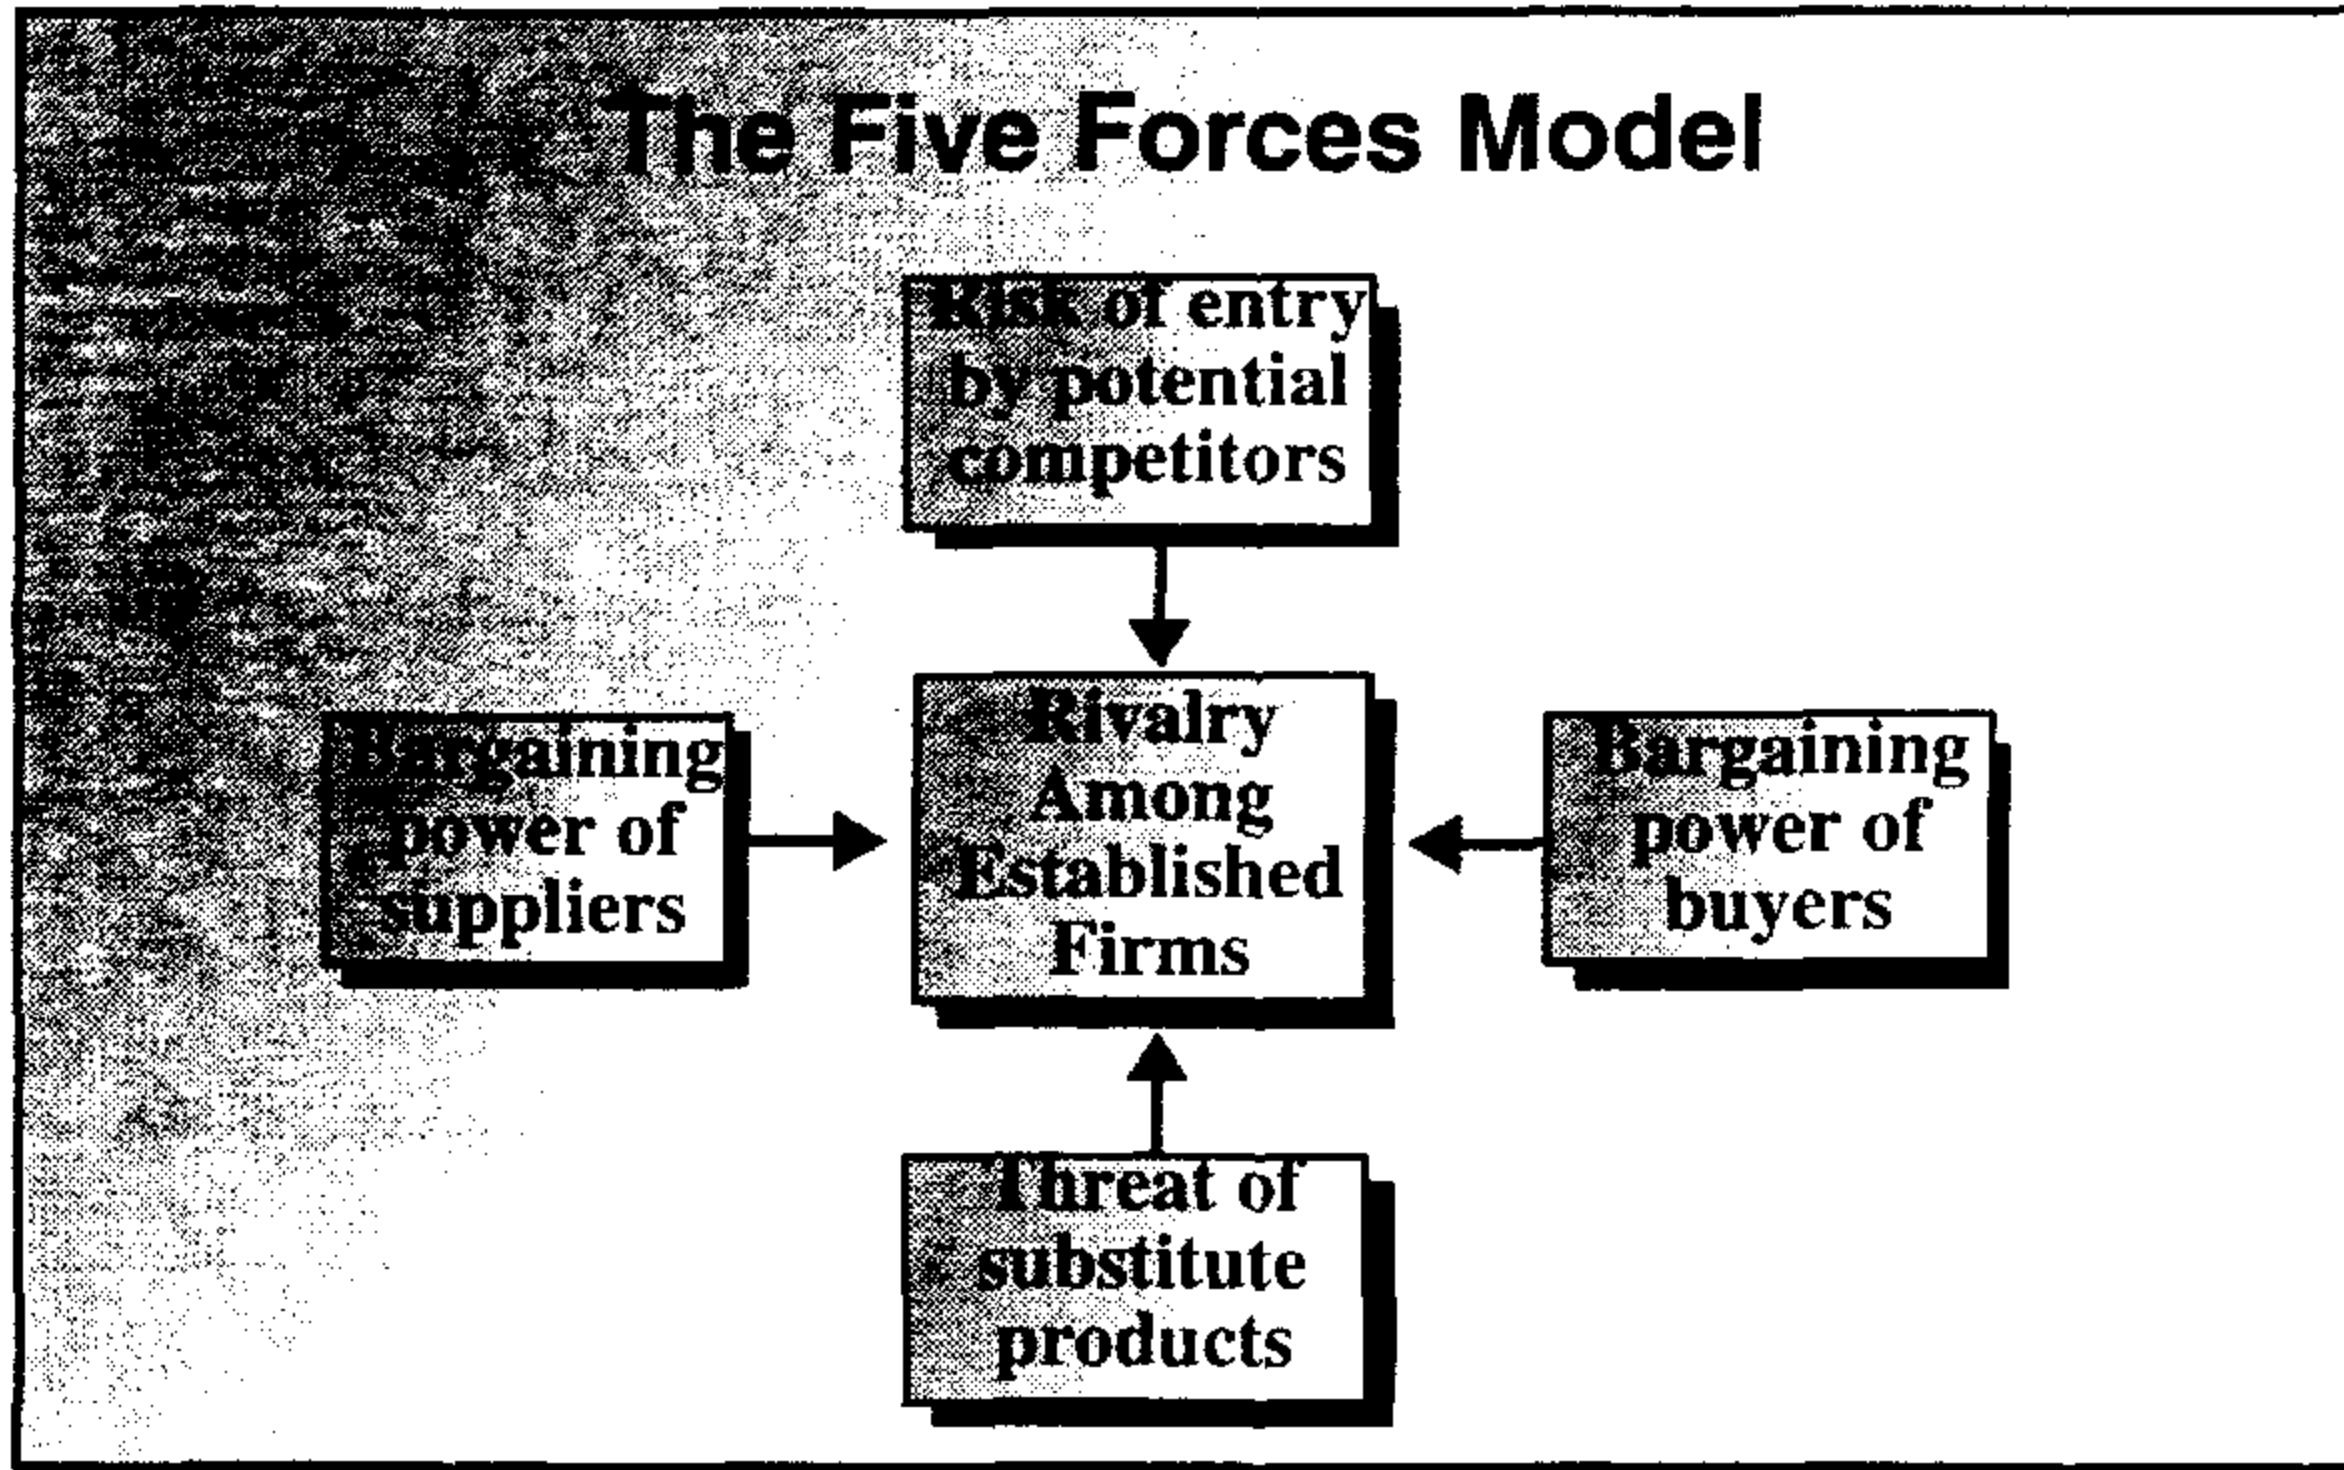 The Five Forces Model
Risk of entry
by potential
competitors
Bargaining
power of
suppliers
Rivalry
Among
Established
Firms
Bargaining
power of
buyers
Threat of
substitute
products